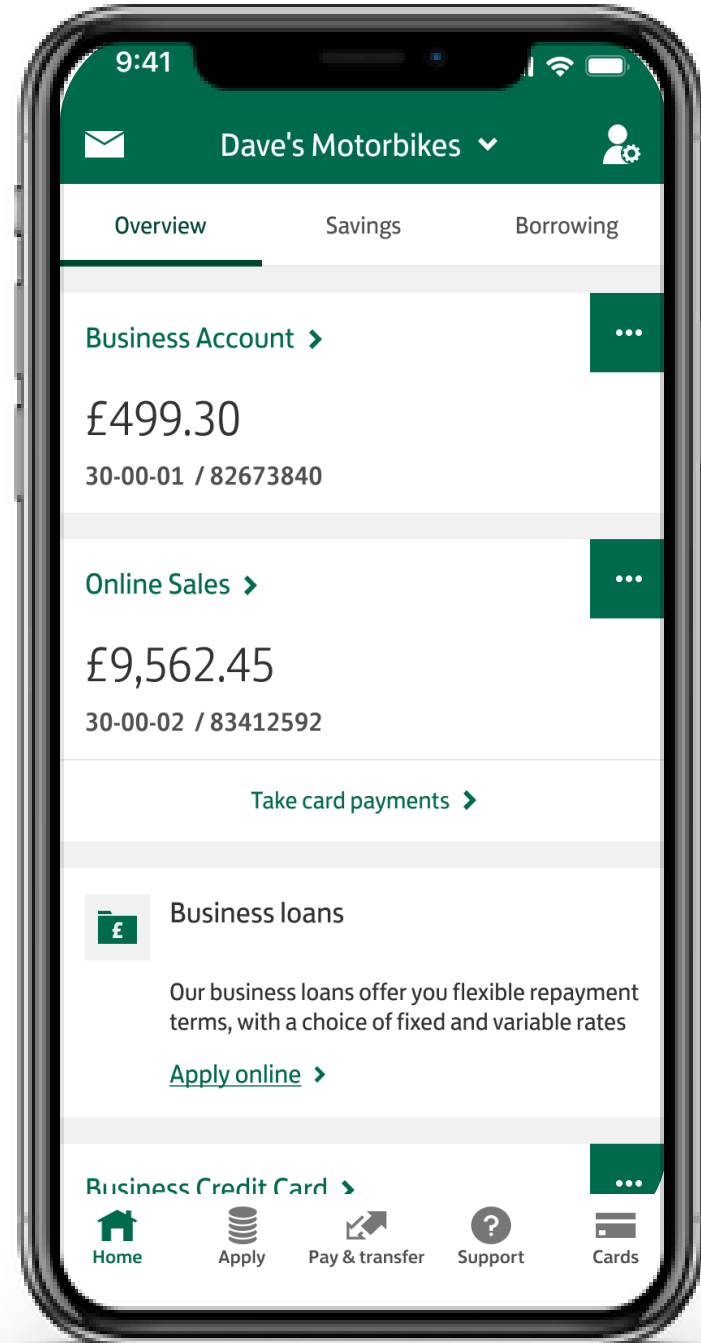 9:41
Dave's Motorbikes
Overview Savings Borrowing
Business Account
...
£499.30
30-00-01 / 82673840
Online Sales
...
£9,562.45
30-00-02 / 83412592
Take card payments
£
Business loans
Our business loans offer you flexible repayment
terms, with a choice of fixed and variable rates
Apply online
Business Credit Card
...
?
Home Apply Pay & transfer Support Cards